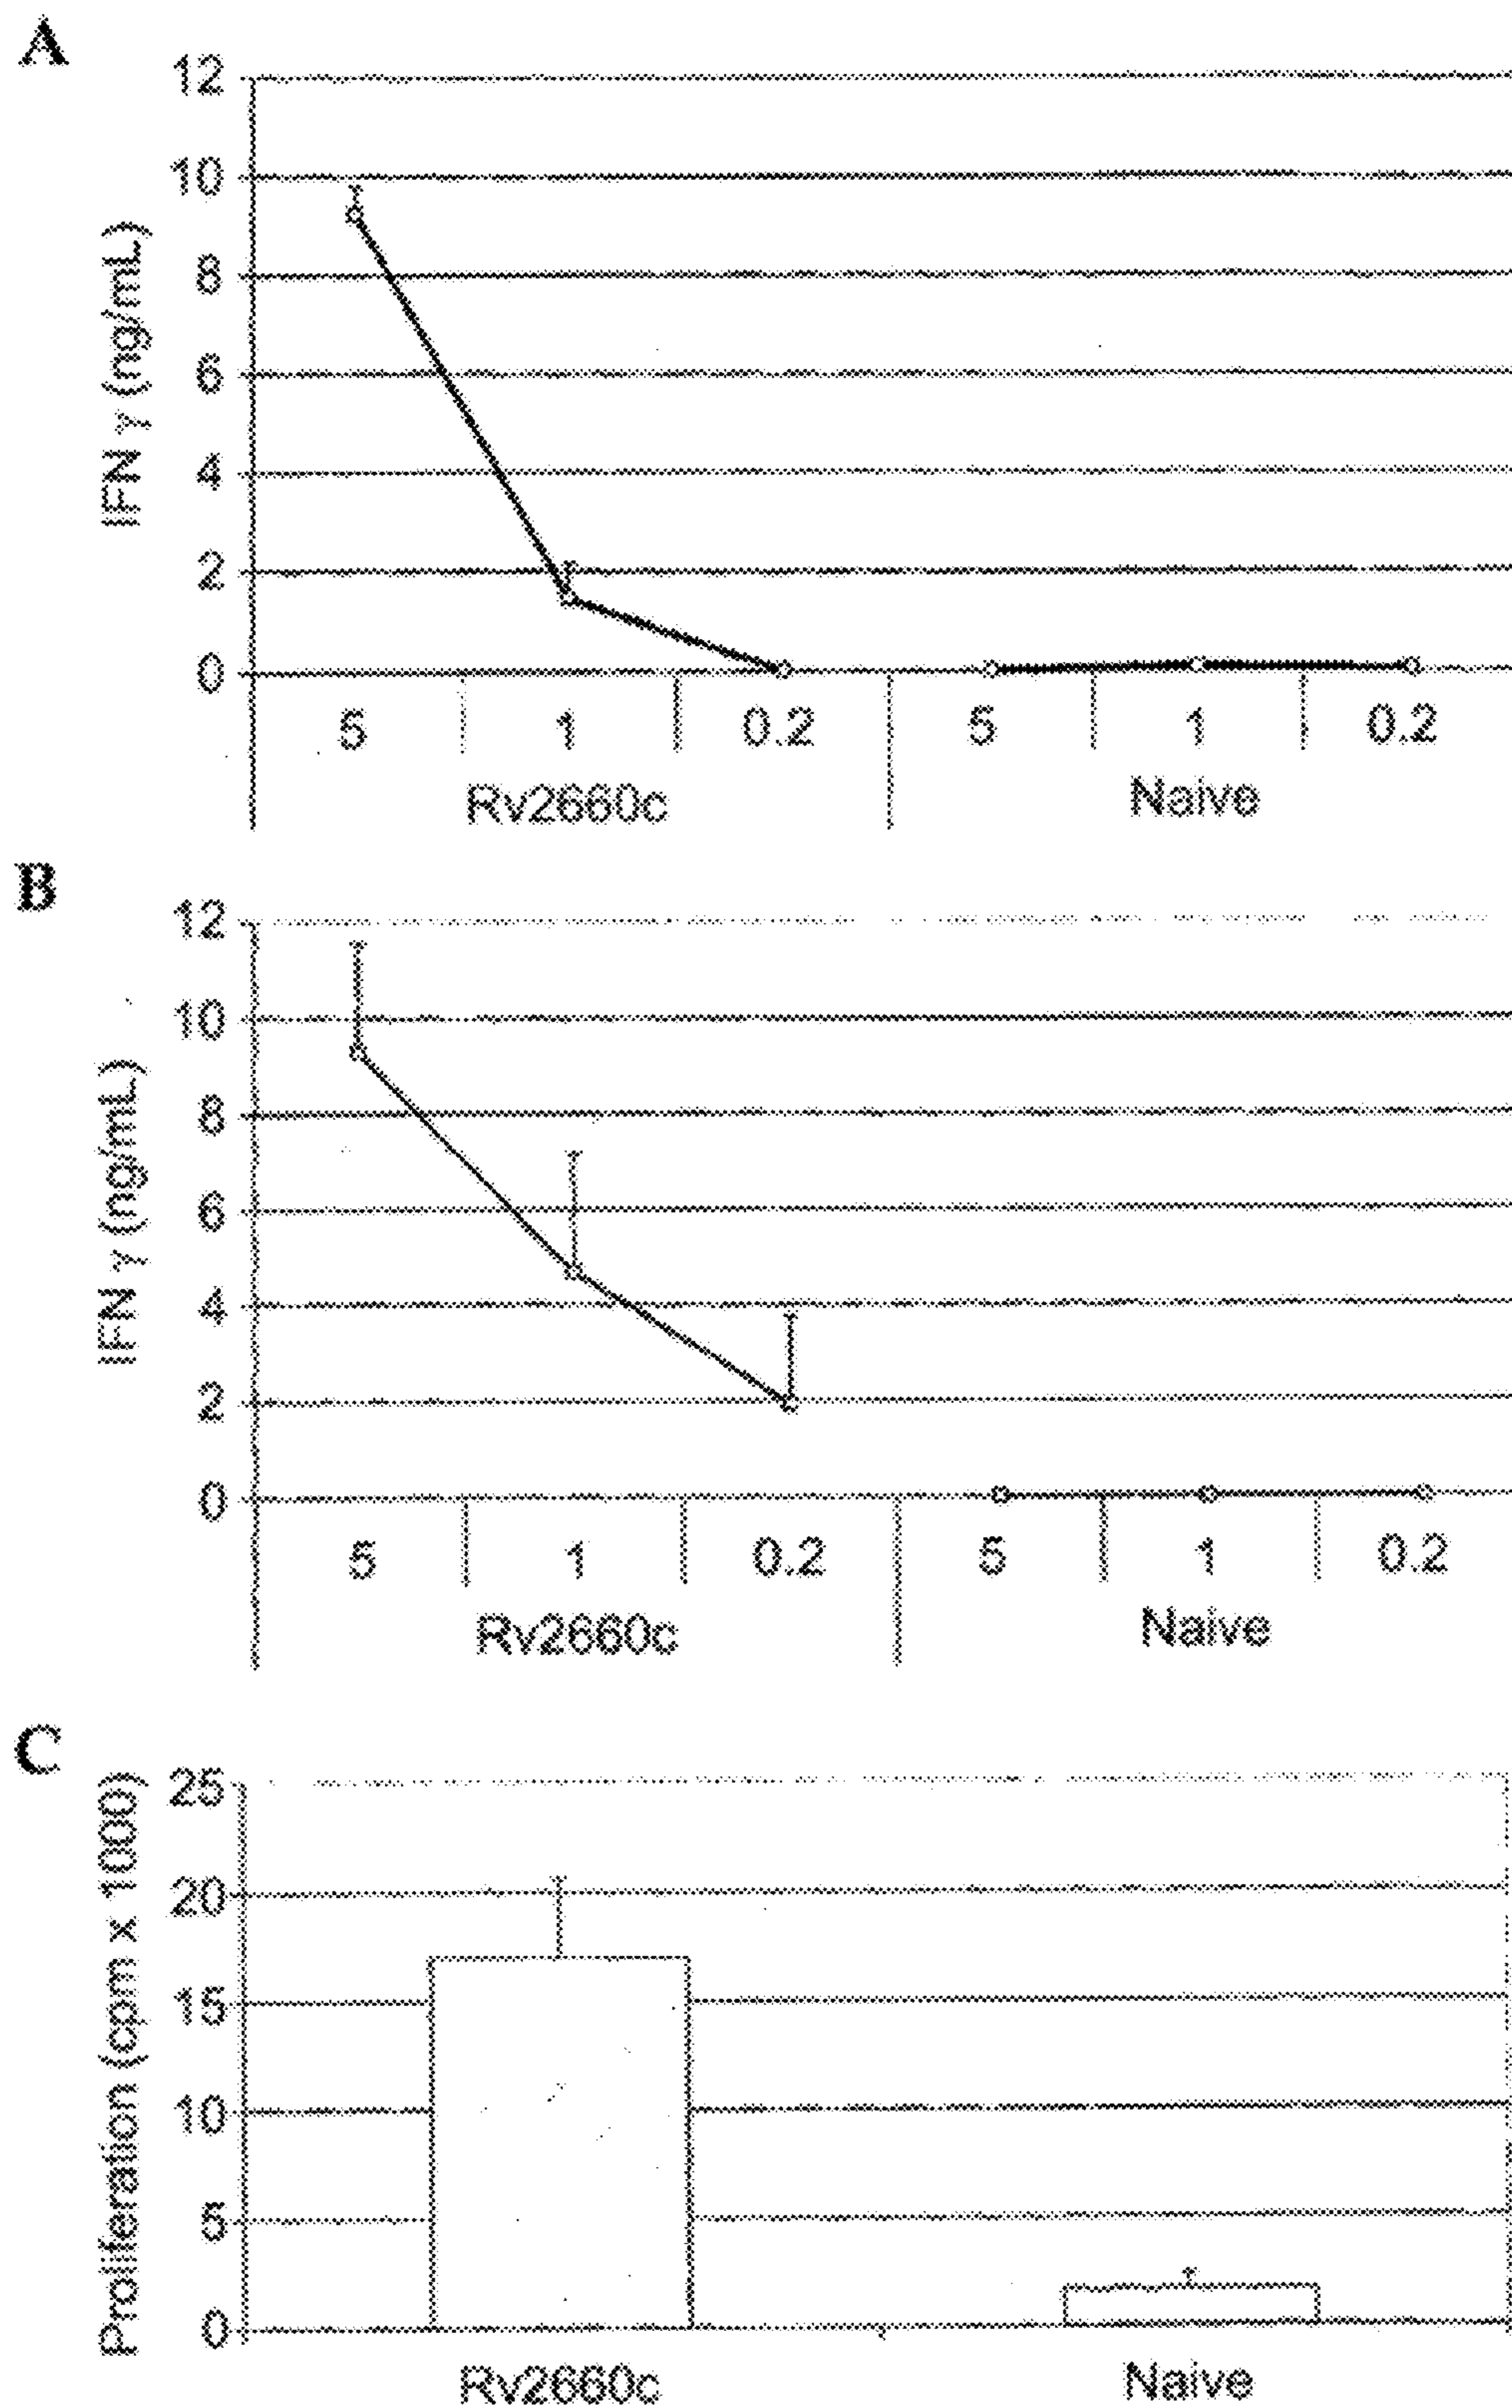 A
IFN γ (ng/mL)
12
10
8
6
4
2
0
5 1 0.2 5 1 0.2
Rv2660c Naive
B
IFN γ (ng/mL)
12
10
8
6
4
2
0
5 1 0.2 5 1 0.2
Rv2660c Naive
C
Proliferation (cpm x 1000)
25
20
15
10
5
0
Rv2660c Naive